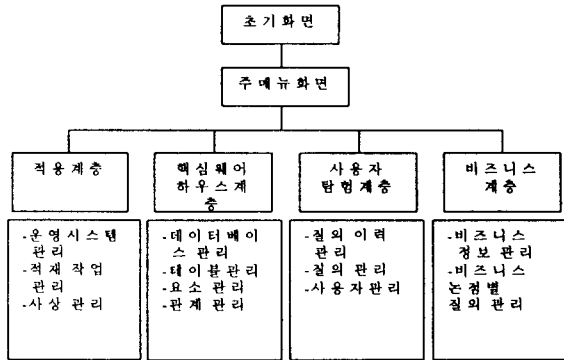 초기화면
주메뉴화면
적용계층
핵심웨어
하우스계
층
사용자
탐험계층
비즈니스
계층
-운영시스템
관리
-적재 작업
관리
-사상 관리
-데이터베이
스 관리
-테이블관리
-요소 관리
-관계 관리
-질의 이력
관리
-질의 관리
-사용자관리
-비즈니스
정보 관리
-비즈니스
논점별
질의 관리